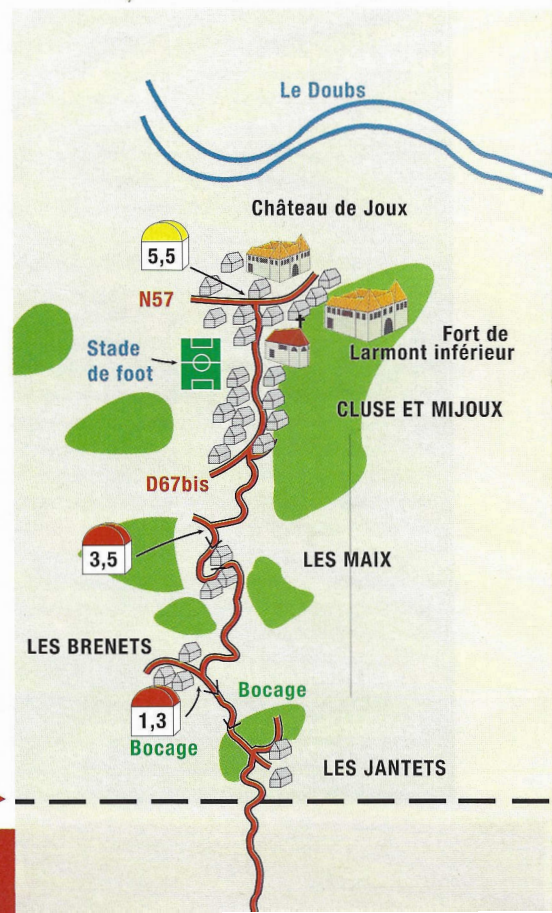 Le Doubs
Château de Joux
5,5
N57
Fort de
Larmont inférieur
Stade
de foot
CLUSE ET MIJOUX
D67bis
3,5
LES MAIX
LES BRENETS
Bocage
1,3
Bocage
LES JANTETS